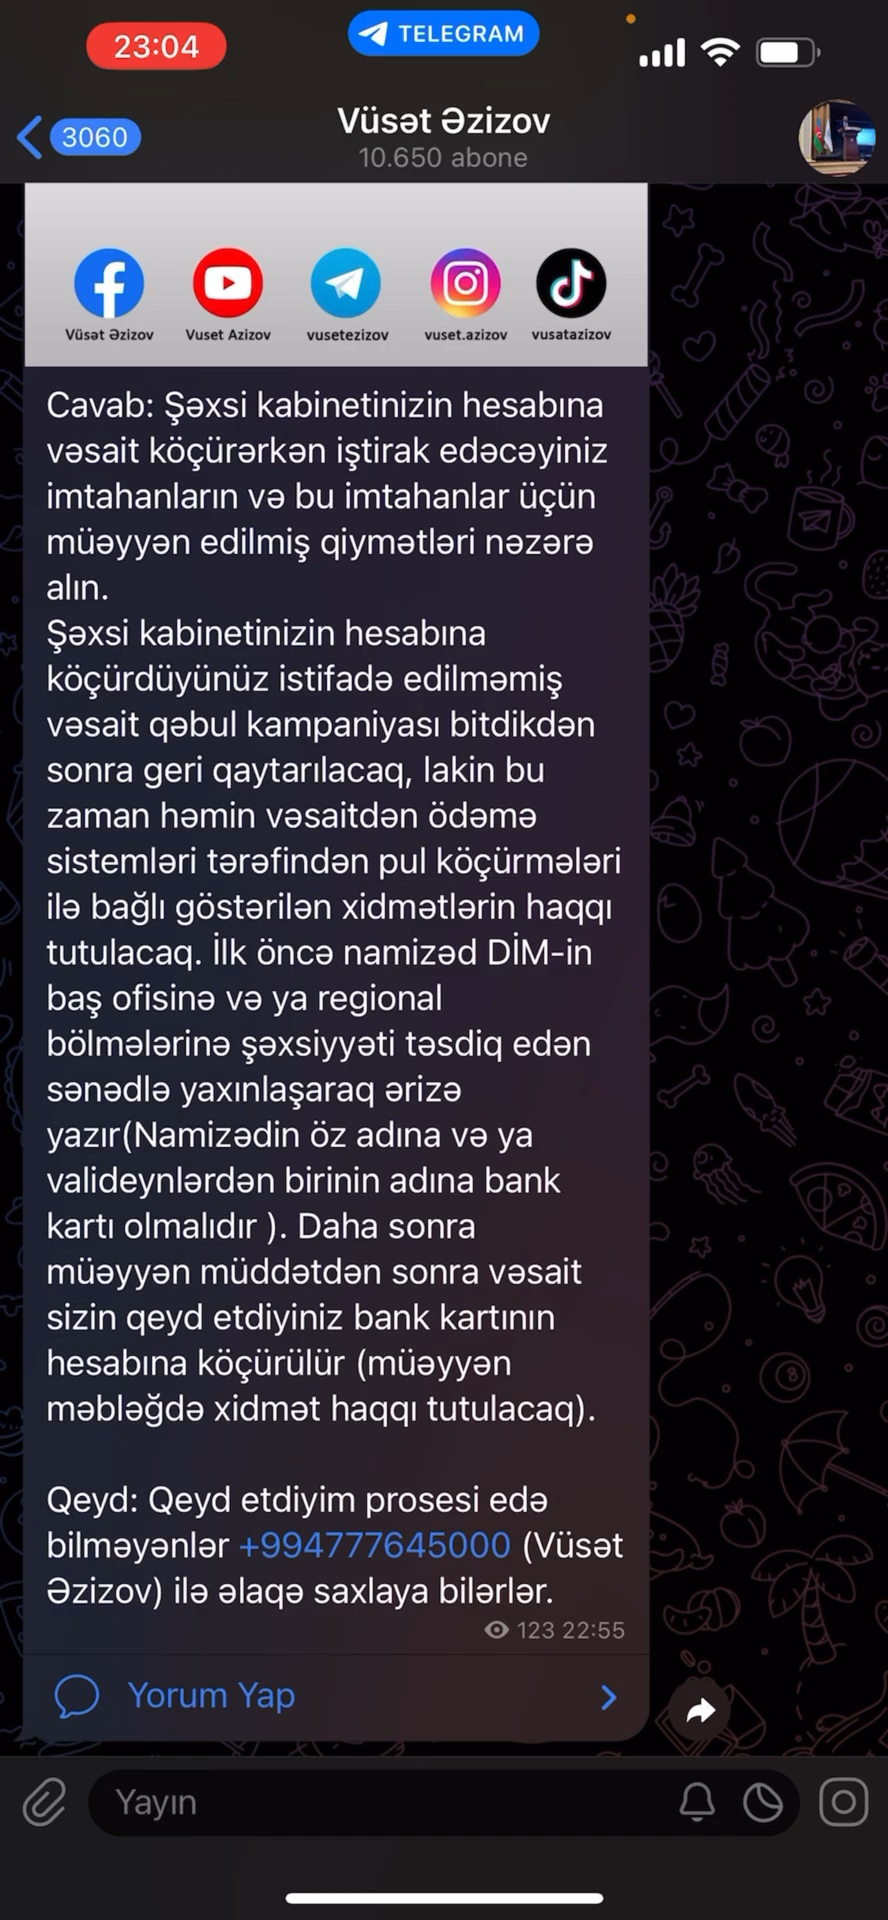 23:04
TELEGRAM
3060
Vüsət Əzizov
10.650 abone
Vüsət Əzizov
Vuset Azizov
vusetezizov
vuset.azizov
vusatazizov
Cavab: Şəxsi kabinetinizin hesabına
vəsait köçürərkən iştirak edəcəyiniz
imtahanların və bu imtahanlar üçün
müəyyən edilmiş qiymətləri nəzərə
alın.
Şəxsi kabinetinizin hesabına
köçürdüyünüz istifadə edilməmiş
vəsait qəbul kampaniyası bitdikdən
sonra geri qaytarılacaq, lakin bu
zaman həmin vəsaitdən ödəmə
sistemləri tərəfindən pul köçürmələri
ilə bağlı göstərilən xidmətlərin haqqı
tutulacaq. İlk öncə namizəd DİM-in
baş ofisinə və ya regional
bölmələrinə şəxsiyyəti təsdiq edən
sənədlə yaxınlaşaraq ərizə
yazır(Namizədin öz adına və ya
valideynlərdən birinin adına bank
kartı olmalıdır ). Daha sonra
müəyyən müddətdən sonra vəsait
sizin qeyd etdiyiniz bank kartının
hesabına köçürülür (müəyyən
məbləğdə xidmət haqqı tutulacaq).
Qeyd: Qeyd etdiyim prosesi edə
bilməyənlər +994777645000 (Vüsət
Əzizov) ilə əlaqə saxlaya bilərlər.
123 22:55
Yorum Yap
Yayın